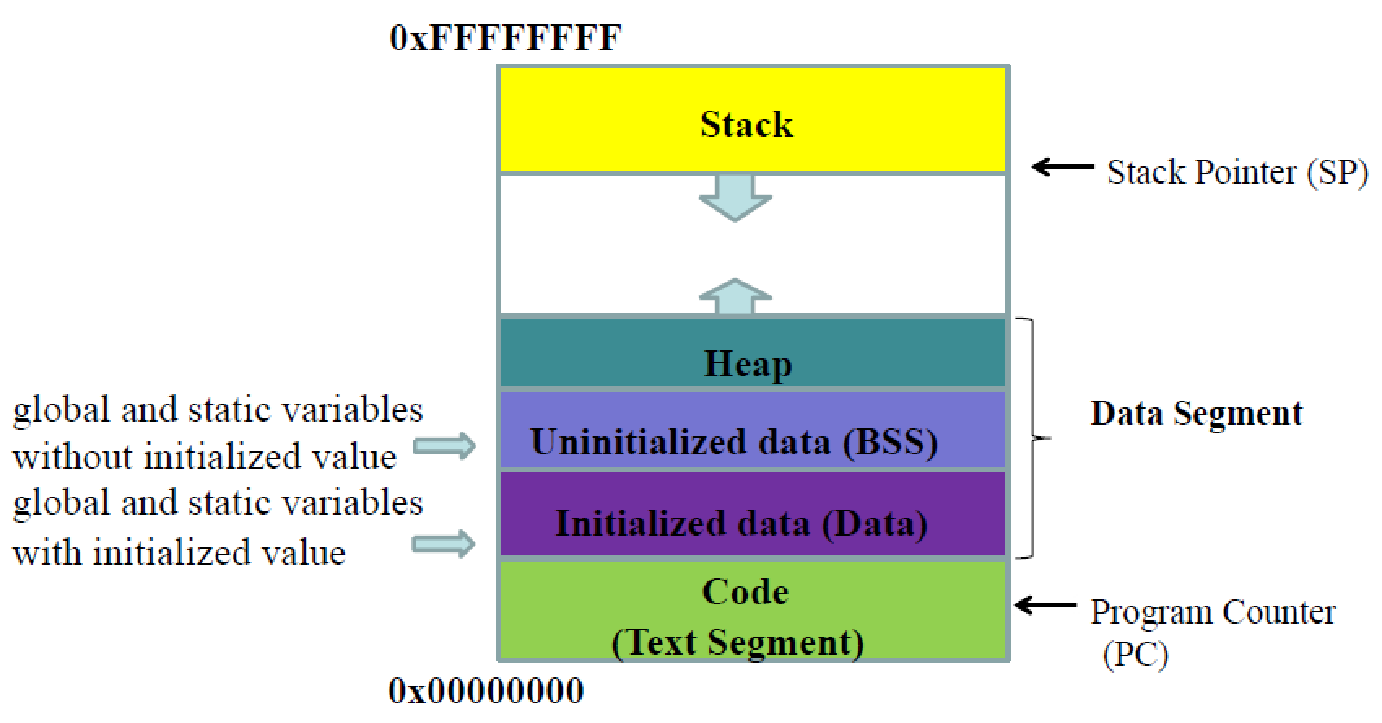 0xFFFFFFFF
Stack
Stack Pointer (SP)
Heap
global and static variables
without initialized value
Uninitialized data (BSS)
Data Segment
global and static variables
with initialized value
Initialized data (Data)
Code
(Text Segment)
Program Counter
(PC)
0x00000000